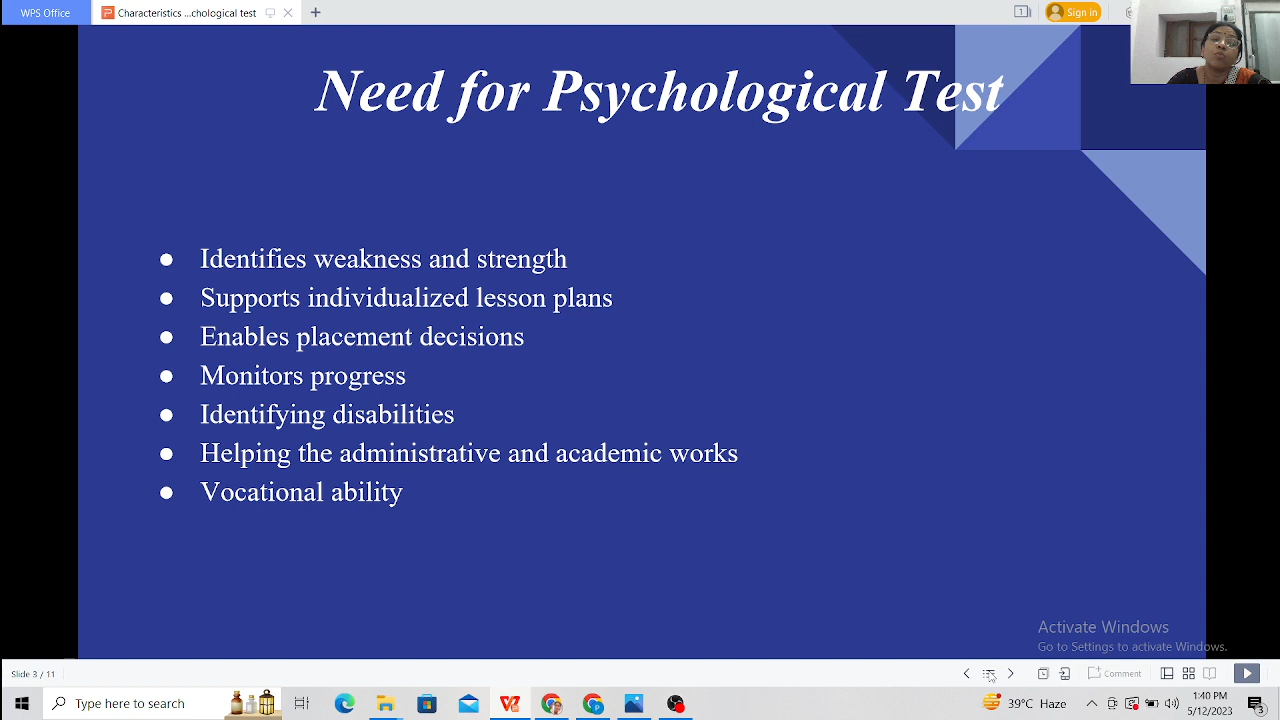 WPS Office
Characteristics ...chological test
1
Sign in
Need for Psychological Test
● Identifies weakness and strength
● Supports individualized lesson plans
● Enables placement decisions
● Monitors progress
● Identifying disabilities
● Helping the administrative and academic works
● Vocational ability
Activate Windows
Go to Settings to activate Windows.
Slide 3 / 11
Comment
Type here to search
39°C Haze
1:40 PM
5/12/2023
3